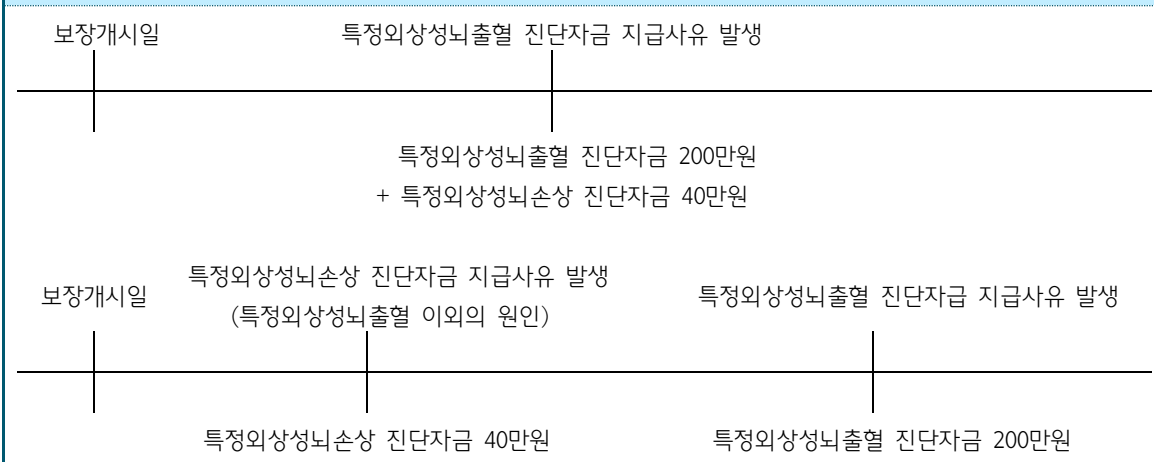 보장개시일
특정외상성뇌출혈 진단자금 지급사유 발생
특정외상성뇌출혈 진단자금 200만원
+ 특정외상성뇌손상 진단자금 40만원
보장개시일
특정외상성뇌손상 진단자금 지급사유 발생
(특정외상성뇌출혈 이외의 원인)
특정외상성뇌출혈 진단자급 지급사유 발생
특정외상성뇌손상 진단자금 40만원
특정외상성뇌출혈 진단자금 200만원